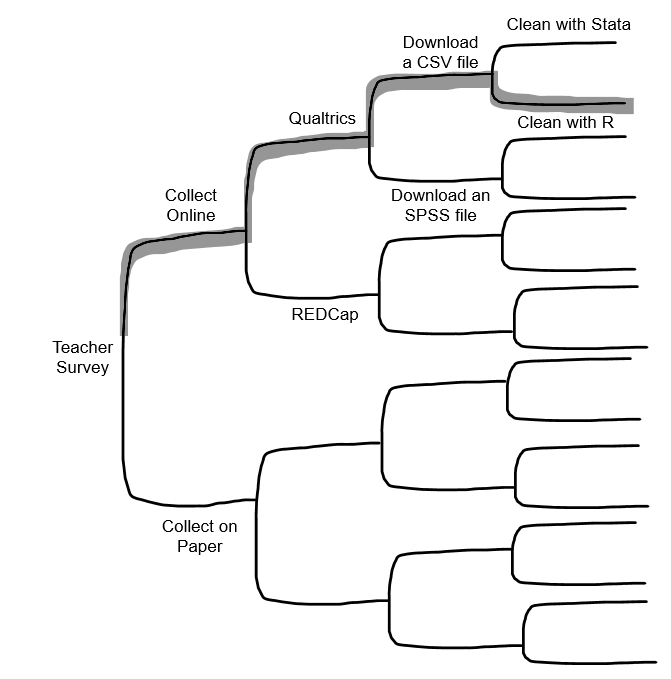 Clean with Stata
Download
a CSV file
Clean with R
Qualtrics
Download an
SPSS file
Collect
Online
REDCap
Teacher
Survey
Collect on
Paper